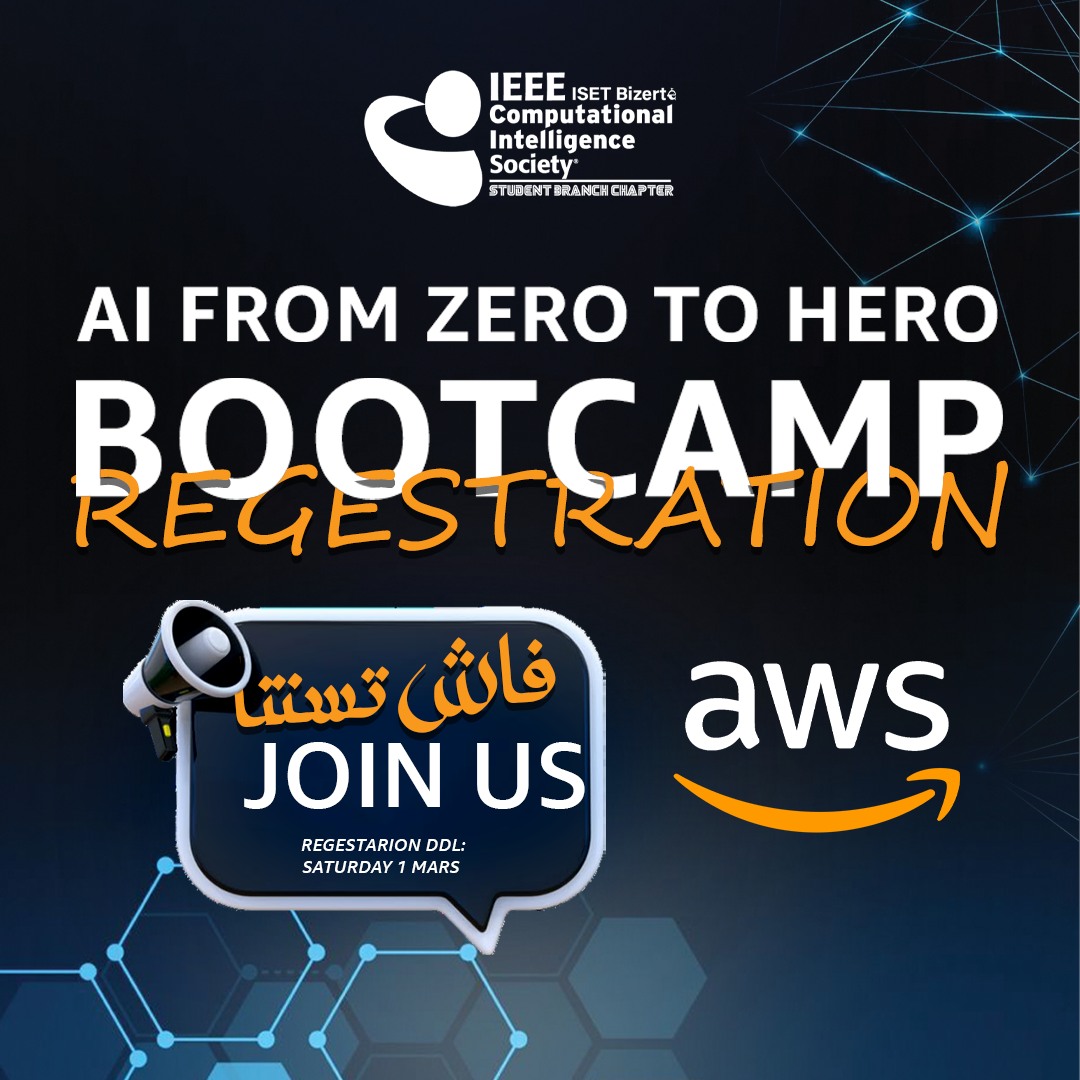 IEEE ISET Bizertè
Computational
Intelligence
Society
STUDENT BRANCH CHAPTER
AI FROM ZERO TO HERO
BOOTCAMP
REGESTRATION
فاش تستنا
JOIN US
REGESTARION DDL:
SATURDAY 1 MARS
aws